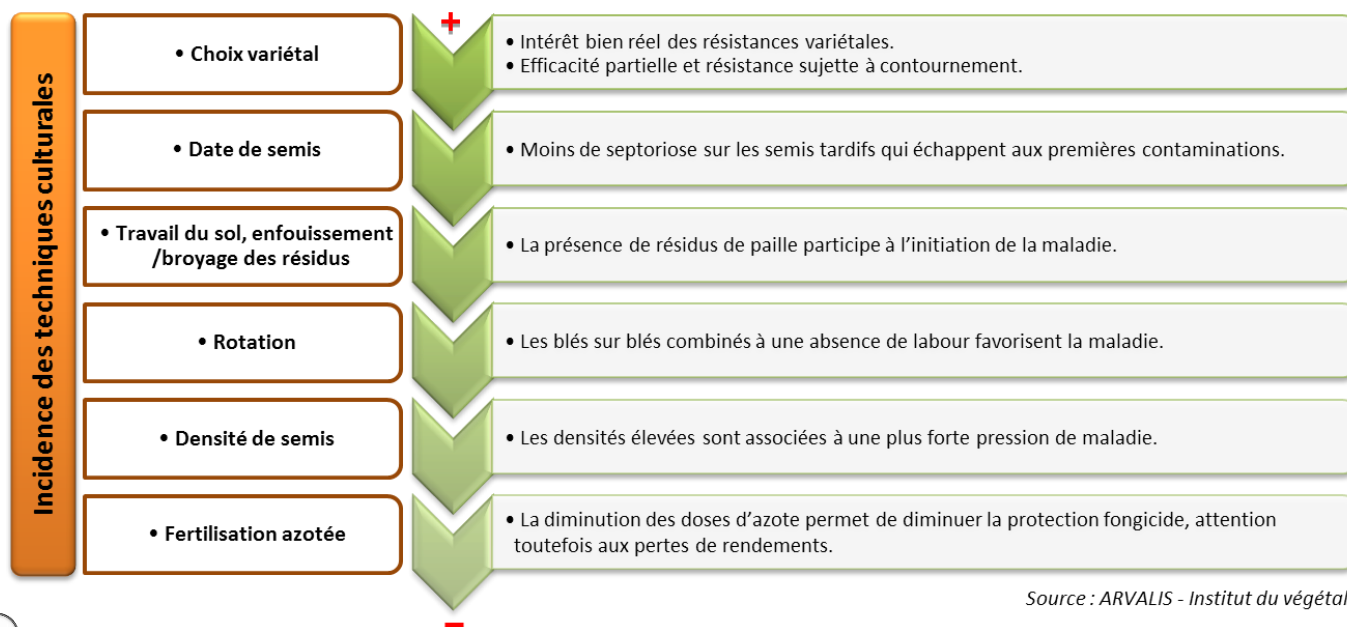 Incidence des techniques culturales
+
• Choix variétal
• Intérêt bien réel des résistances variétales.
• Efficacité partielle et résistance sujette à contournement.
• Date de semis
• Moins de septoriose sur les semis tardifs qui échappent aux premières contaminations.
• Travail du sol, enfouissement
/broyage des résidus
• La présence de résidus de paille participe à l'initiation de la maladie.
• Rotation
• Les blés sur blés combinés à une absence de labour favorisent la maladie.
• Densité de semis
• Les densités élevées sont associées à une plus forte pression de maladie.
• Fertilisation azotée
• La diminution des doses d'azote permet de diminuer la protection fongicide, attention
toutefois aux pertes de rendements.
Source : ARVALIS - Institut du végétal
-